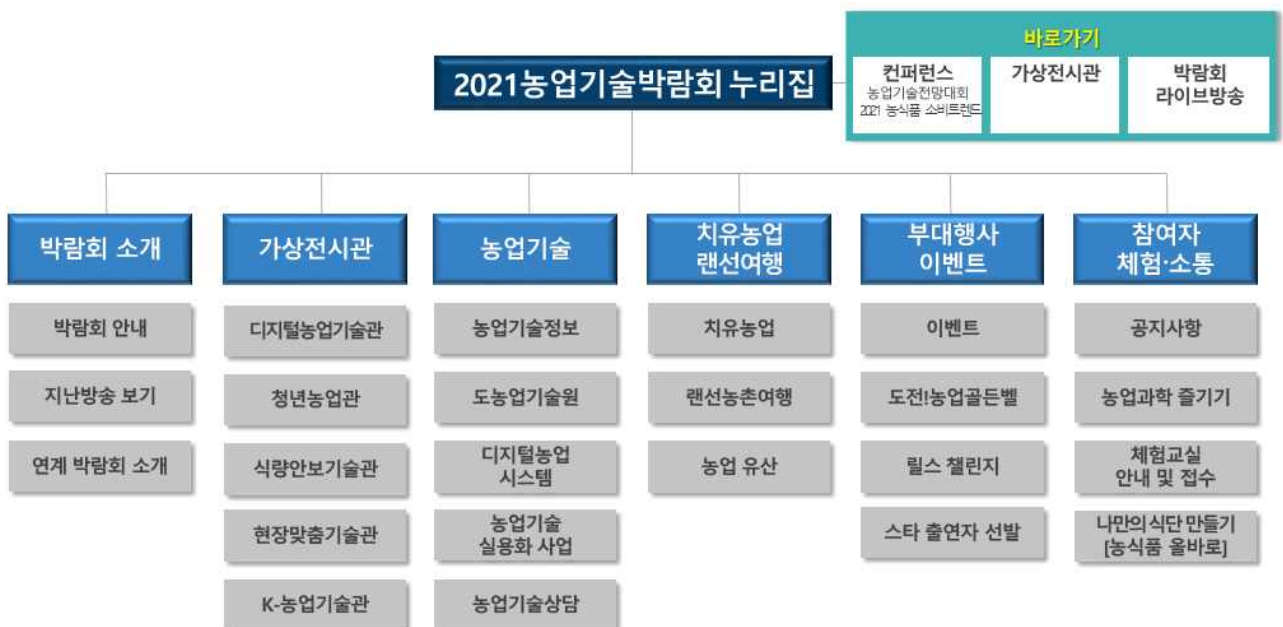 바로가기
2021농업기술박람회 누리집
컨퍼런스
농업기술전망대회
2021 농식품 소비트렌드
가상전시관
박람회
라이브방송
박람회 소개
가상전시관
농업기술
치유농업
랜선여행
부대행사
이벤트
참여자
체험·소통
박람회 안내
디지털농업기술관
농업기술정보
치유농업
이벤트
공지사항
지난방송 보기
청년농업관
도농업기술원
랜선농촌여행
도전!농업골든벨
농업과학 즐기기
연계 박람회 소개
식량안보기술관
디지털농업
시스템
농업 유산
릴스 챌린지
체험교실
안내 및 접수
현장맞춤기술관
농업기술
실용화 사업
스타 출연자 선발
나만의 식단 만들기
[농식품 올바로]
K-농업기술관
농업기술상담